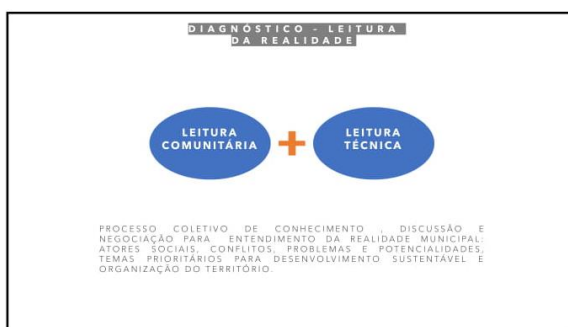 DIAGNÓSTICO - LEITURA
DA REALIDADE
LEITURA
COMUNITÁRIA
+
LEITURA
TÉCNICA
PROCESSO COLETIVO DE CONHECIMENTO , DISCUSSÃO E
NEGOCIAÇÃO PARA ENTENDIMENTO DA REALIDADE MUNICIPAL:
ATORES SOCIAIS, CONFLITOS, PROBLEMAS E POTENCIALIDADES,
TEMAS PRIORITÁRIOS PARA DESENVOLVIMENTO SUSTENTÁVEL E
ORGANIZAÇÃO DO TERRITÓRIO.